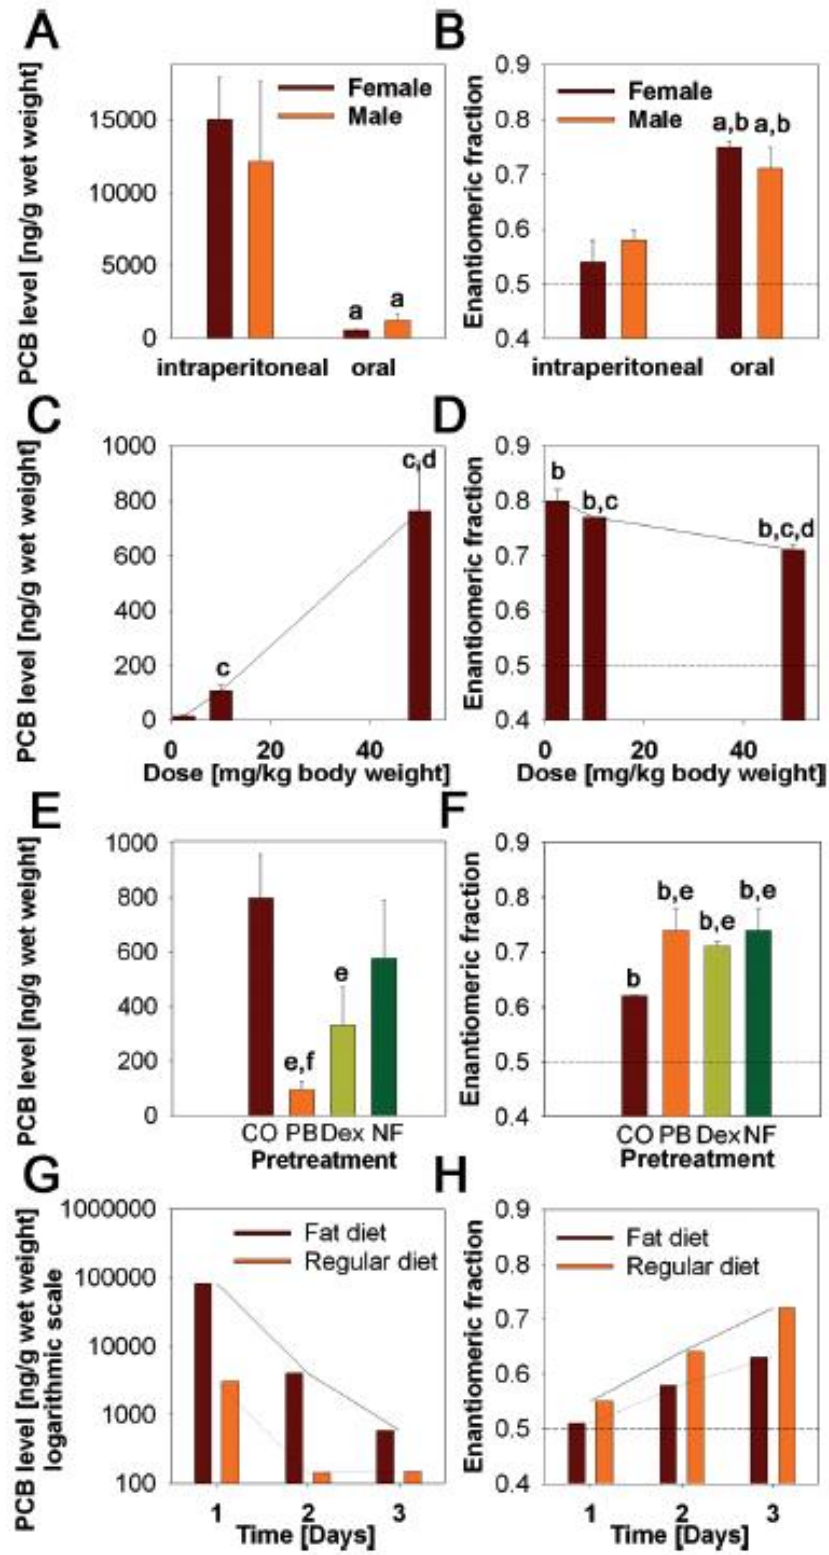 A
PCB level [ng/g wet weight]
15000
10000
5000
0
Female
Male
a
a
intraperitoneal oral
B
Enantiomeric fraction
0.9
0.8
0.7
0.6
0.5
0.4
Female
Male
a,b a,b
intraperitoneal oral
C
PCB level [ng/g wet weight]
1000
800
600
400
200
0
c
c,d
0 20 40
Dose [mg/kg body weight]
D
Enantiomeric fraction
0.9
0.8
0.7
0.6
0.5
0.4
b
b,c
b,c,d
0 20 40
Dose [mg/kg body weight]
E
PCB level [ng/g wet weight]
1000
800
600
400
200
0
e,f
e
CO PB Dex NF
Pretreatment
F
Enantiomeric fraction
0.9
0.8
0.7
0.6
0.5
0.4
b
b,e
b,e
b,e
CO PB Dex NF
Pretreatment
G
PCB level [ng/g wet weight]
logarithmic scale
1000000
100000
10000
1000
100
Fat diet
Regular diet
1 2 3
Time [Days]
H
Enantiomeric fraction
0.9
0.8
0.7
0.6
0.5
0.4
Fat diet
Regular diet
1 2 3
Time [Days]